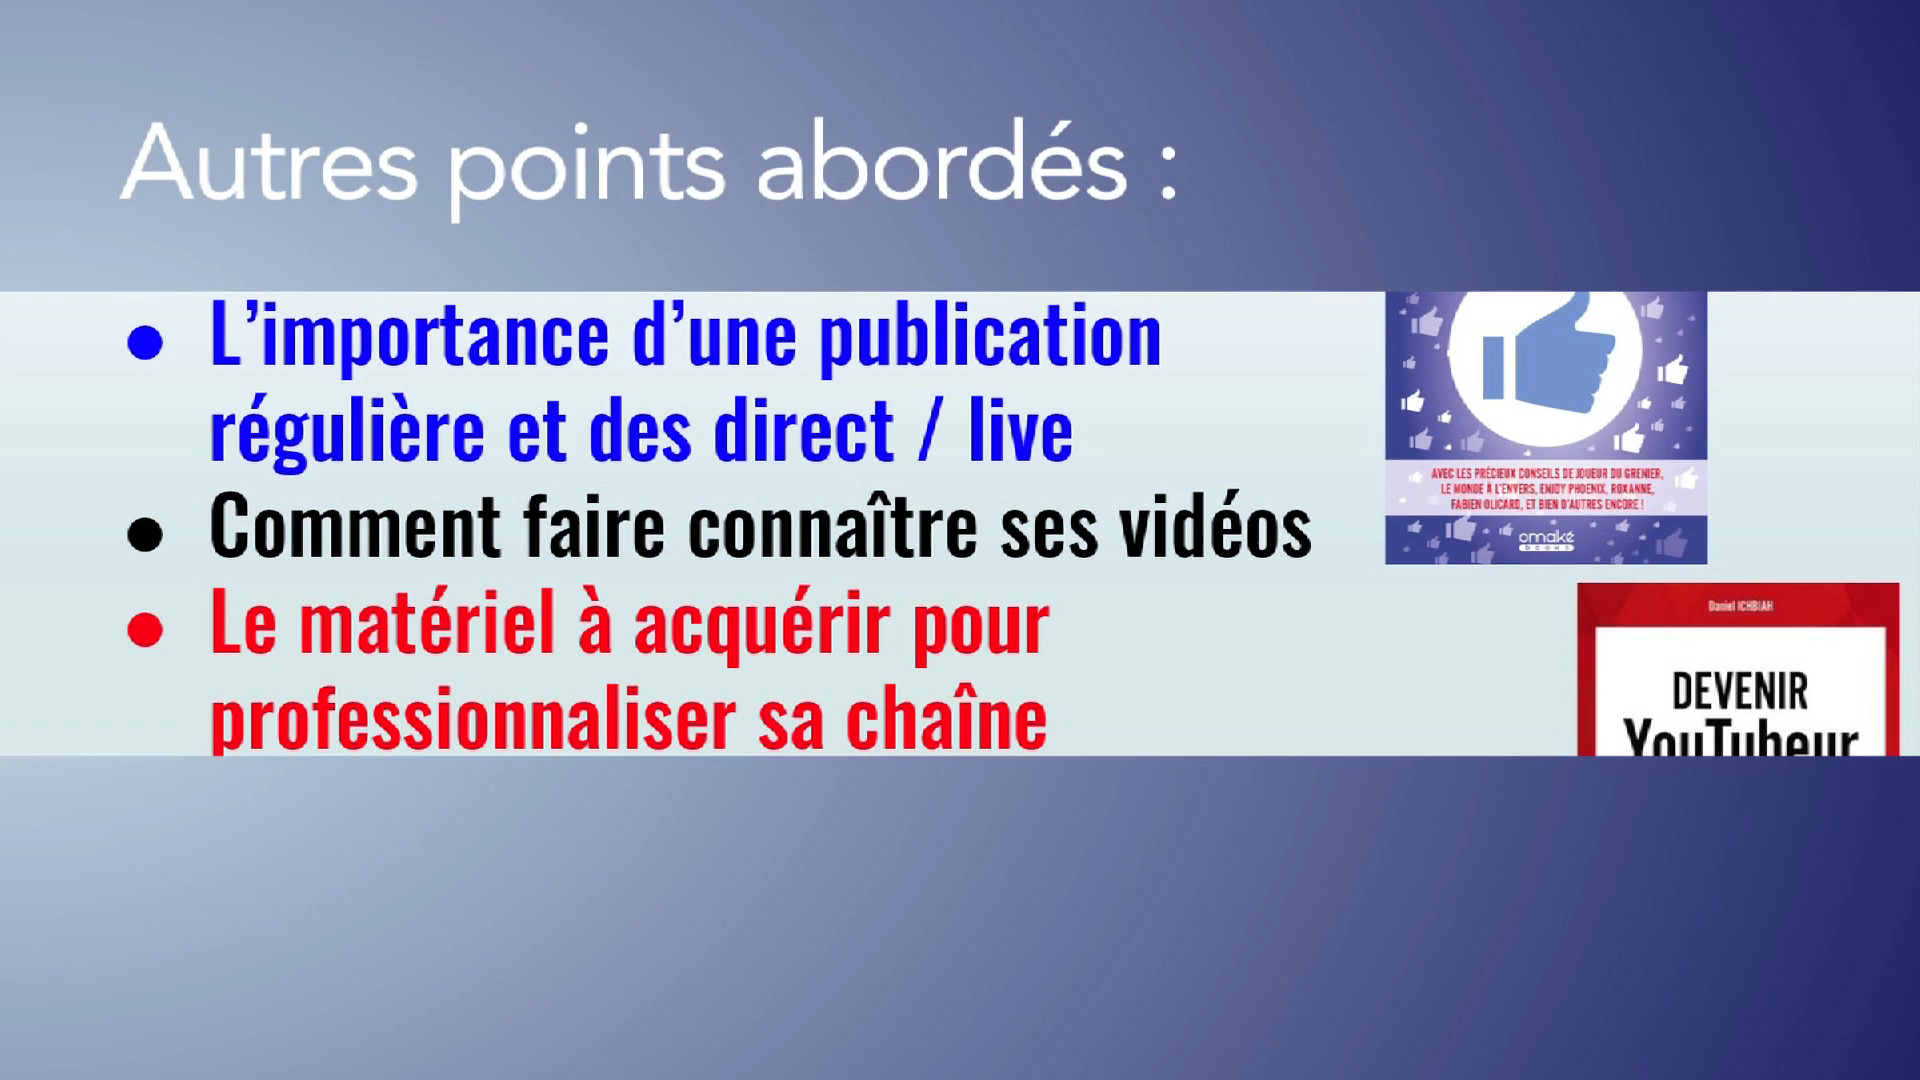 Autres points abordés :
● L’importance d’une publication
régulière et des direct / live
● Comment faire connaître ses vidéos
● Le matériel à acquérir pour
professionnaliser sa chaîne
AVEC LES PRÉCIEUX CONSEILS DE JOUEUR DU GRENIER,
LE MONDE À L'ENVERS, ENJOY PHOENIX, ROXANNE,
FABIEN OLICARD, ET BIEN D'AUTRES ENCORE !
omaké
BOOKS
Daniel ICHBIAH
DEVENIR
YouTubeur